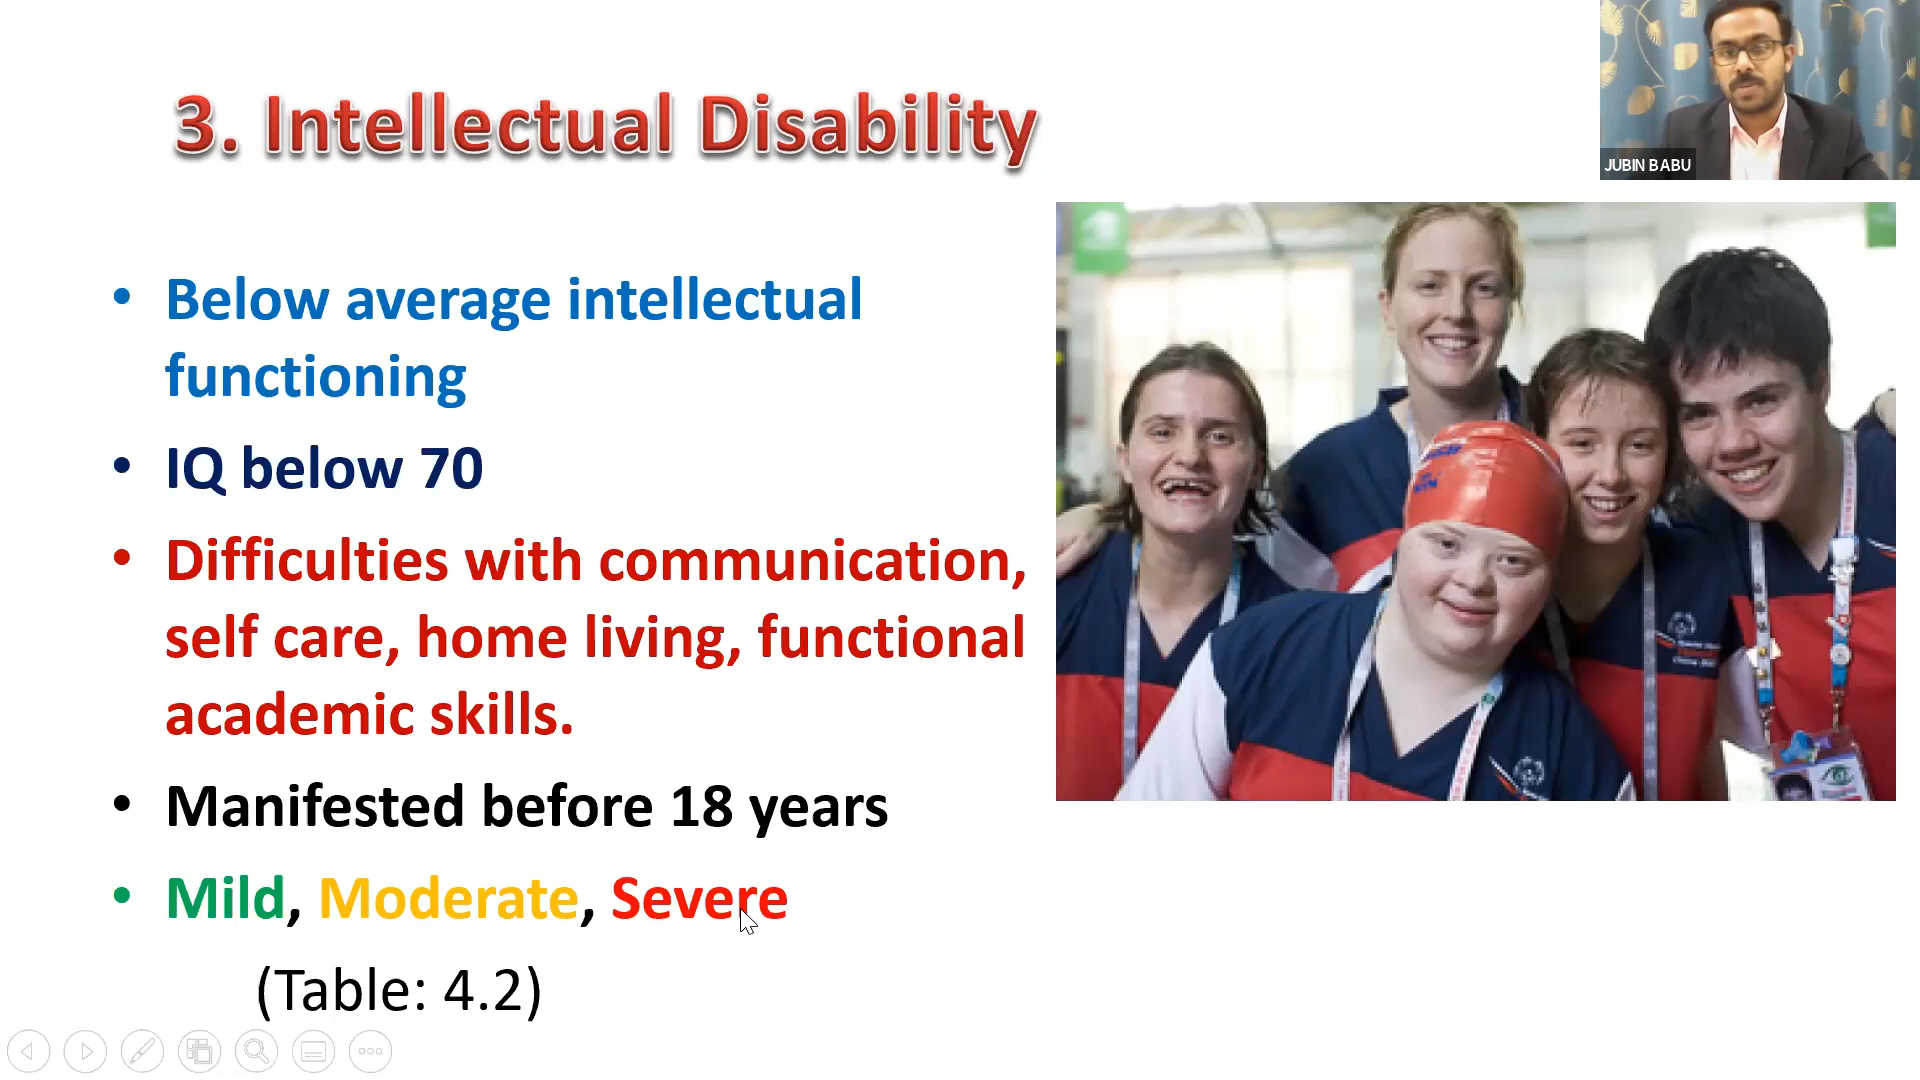 3. Intellectual Disability
JUBIN BABU
• Below average intellectual
functioning
• IQ below 70
• Difficulties with communication,
self care, home living, functional
academic skills.
• Manifested before 18 years
• Mild, Moderate, Severe
(Table: 4.2)